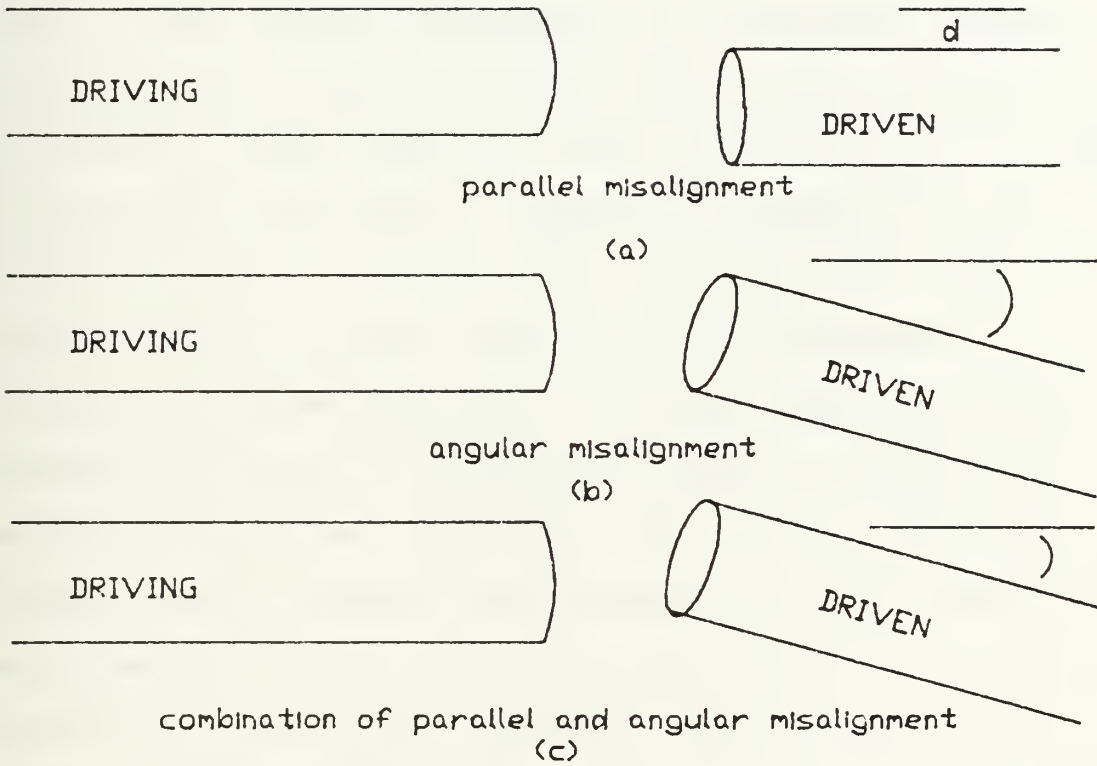 d
DRIVING
DRIVEN
parallel misalignment
(a)
DRIVING
DRIVEN
angular misalignment
(b)
DRIVING
DRIVEN
combination of parallel and angular misalignment
(c)